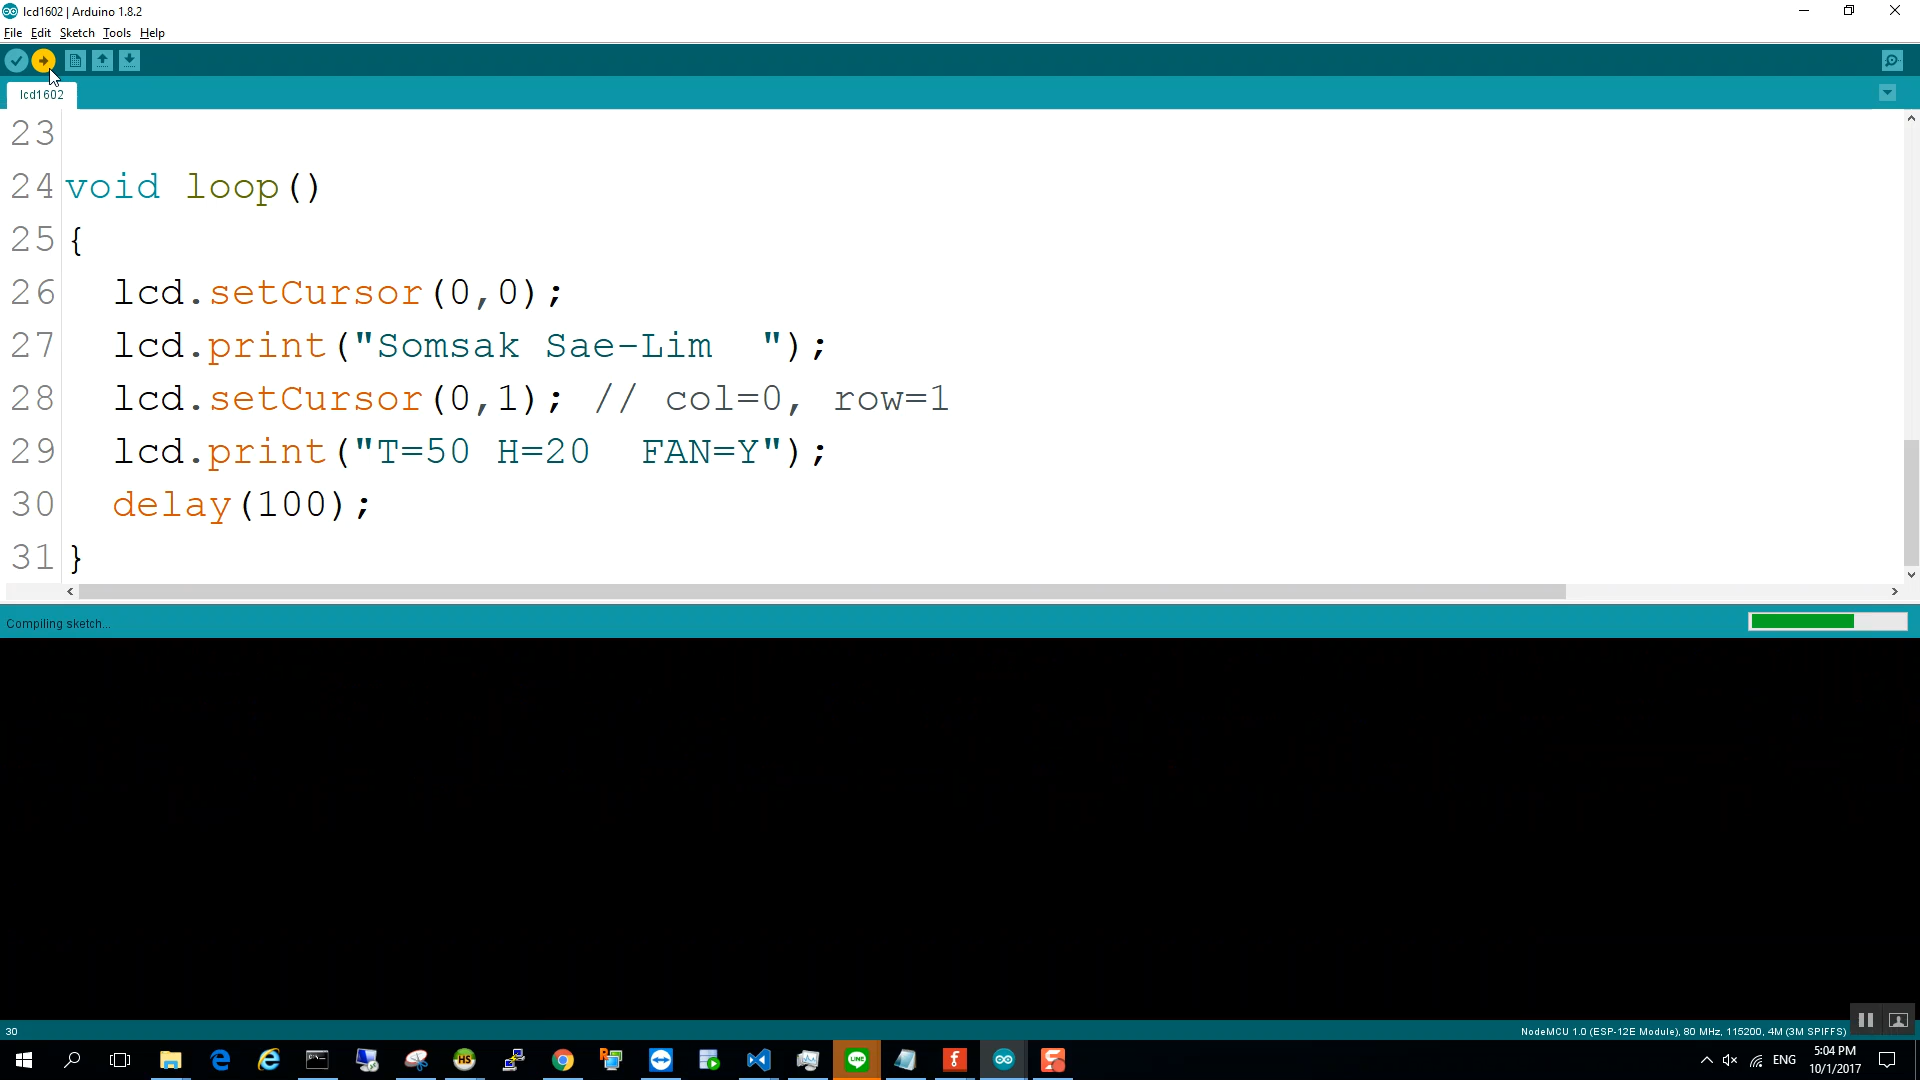 lcd1602 | Arduino 1.8.2
File Edit Sketch Tools Help
lcd1602
23
24 void loop()
25 {
26   lcd.setCursor(0,0);
27   lcd.print("Somsak Sae-Lim  ");
28   lcd.setCursor(0,1); // col=0, row=1
29   lcd.print("T=50 H=20  FAN=Y");
30   delay(100);
31 }
Compiling sketch...
30
NodeMCU 1.0 (ESP-12E Module), 80 MHz, 115200, 4M (3M SPIFFS)
HS
LINE
ENG
5:04 PM
10/1/2017